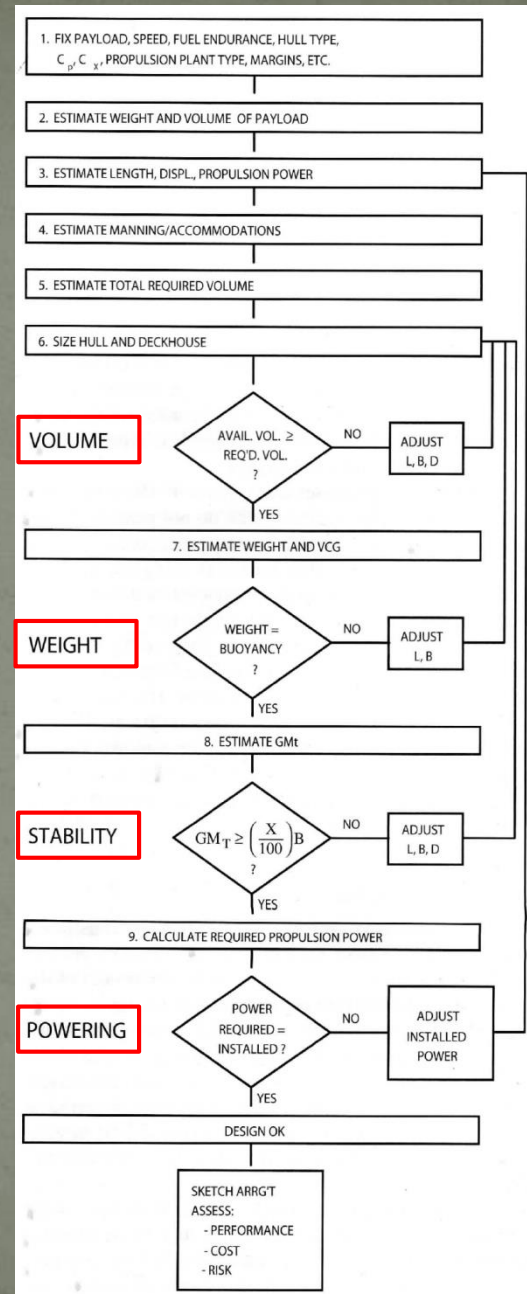 1. FIX PAYLOAD, SPEED, FUEL ENDURANCE, HULL TYPE,
Cp, CX, PROPULSION PLANT TYPE, MARGINS, ETC.
2. ESTIMATE WEIGHT AND VOLUME OF PAYLOAD
3. ESTIMATE LENGTH, DISPL., PROPULSION POWER
4. ESTIMATE MANNING/ACCOMMODATIONS
5. ESTIMATE TOTAL REQUIRED VOLUME
6. SIZE HULL AND DECKHOUSE
VOLUME
AVAIL. VOL. ≥
REQ'D. VOL.
?
NO
ADJUST
L, B, D
YES
7. ESTIMATE WEIGHT AND VCG
WEIGHT
WEIGHT =
BUOYANCY
?
NO
ADJUST
L, B
YES
8. ESTIMATE GMt
STABILITY
GM T ≥ (X/100)B
?
NO
ADJUST
L, B, D
YES
9. CALCULATE REQUIRED PROPULSION POWER
POWERING
POWER
REQUIRED =
INSTALLED ?
NO
ADJUST
INSTALLED
POWER
YES
DESIGN OK
SKETCH ARRG'T
ASSESS:
- PERFORMANCE
- COST
- RISK